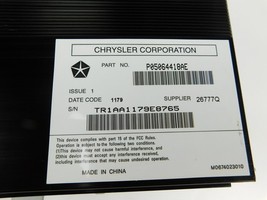 CHRYSLER CORPORATION
PART NO. P05064418AE
ISSUE 1
DATE CODE 1179 SUPPLIER 26777Q
S/N TR1AA1179E8765
This device complies with part 15 of the FCC Rules.
Operation is subject to the following two conditions:
(1)This device may not cause harmful interference, and
(2)this device must accept any interference received,
including interference that may cause undesired operation.
MADE IN CHINA M0674023010